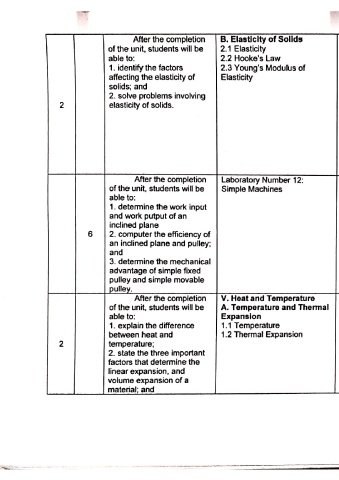 After the completion
of the unit, students will be
able to:
1. identify the factors
affecting the elasticity of
solids; and
2. solve problems involving
elasticity of solids.
B. Elasticity of Solids
2.1 Elasticity
2.2 Hooke's Law
2.3 Young's Modulus of
Elasticity
2
After the completion
of the unit, students will be
able to:
1. determine the work input
and work putput of an
inclined plane
2. computer the efficiency of
an inclined plane and pulley;
and
3. determine the mechanical
advantage of simple fixed
pulley and simple movable
pulley.
Laboratory Number 12:
Simple Machines
6
After the completion
of the unit, students will be
able to:
1. explain the difference
between heat and
temperature;
2. state the three important
factors that determine the
linear expansion, and
volume expansion of a
material; and
V. Heat and Temperature
A. Temperature and Thermal
Expansion
1.1 Temperature
1.2 Thermal Expansion
2